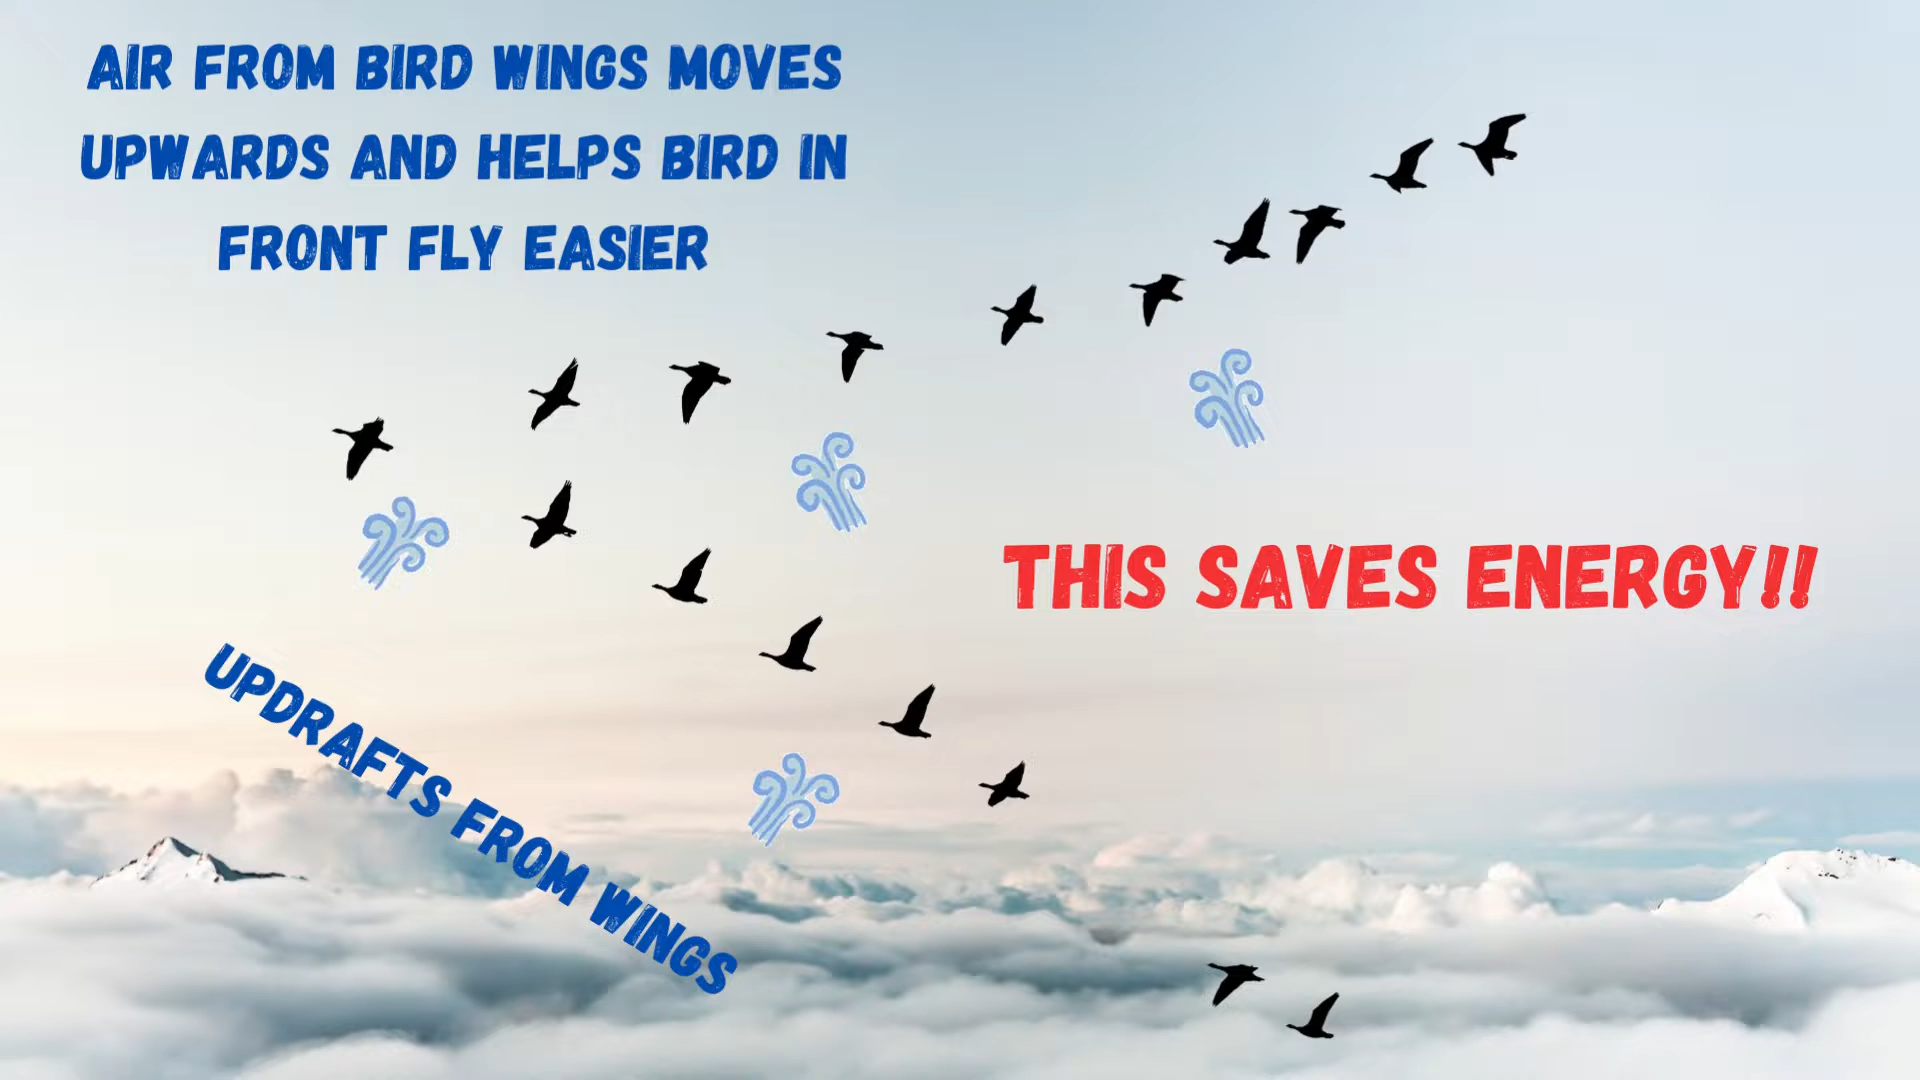 AIR FROM BIRD WINGS MOVES
UPWARDS AND HELPS BIRD IN
FRONT FLY EASIER
THIS SAVES ENERGY!!
UPDRAFTS FROM WINGS